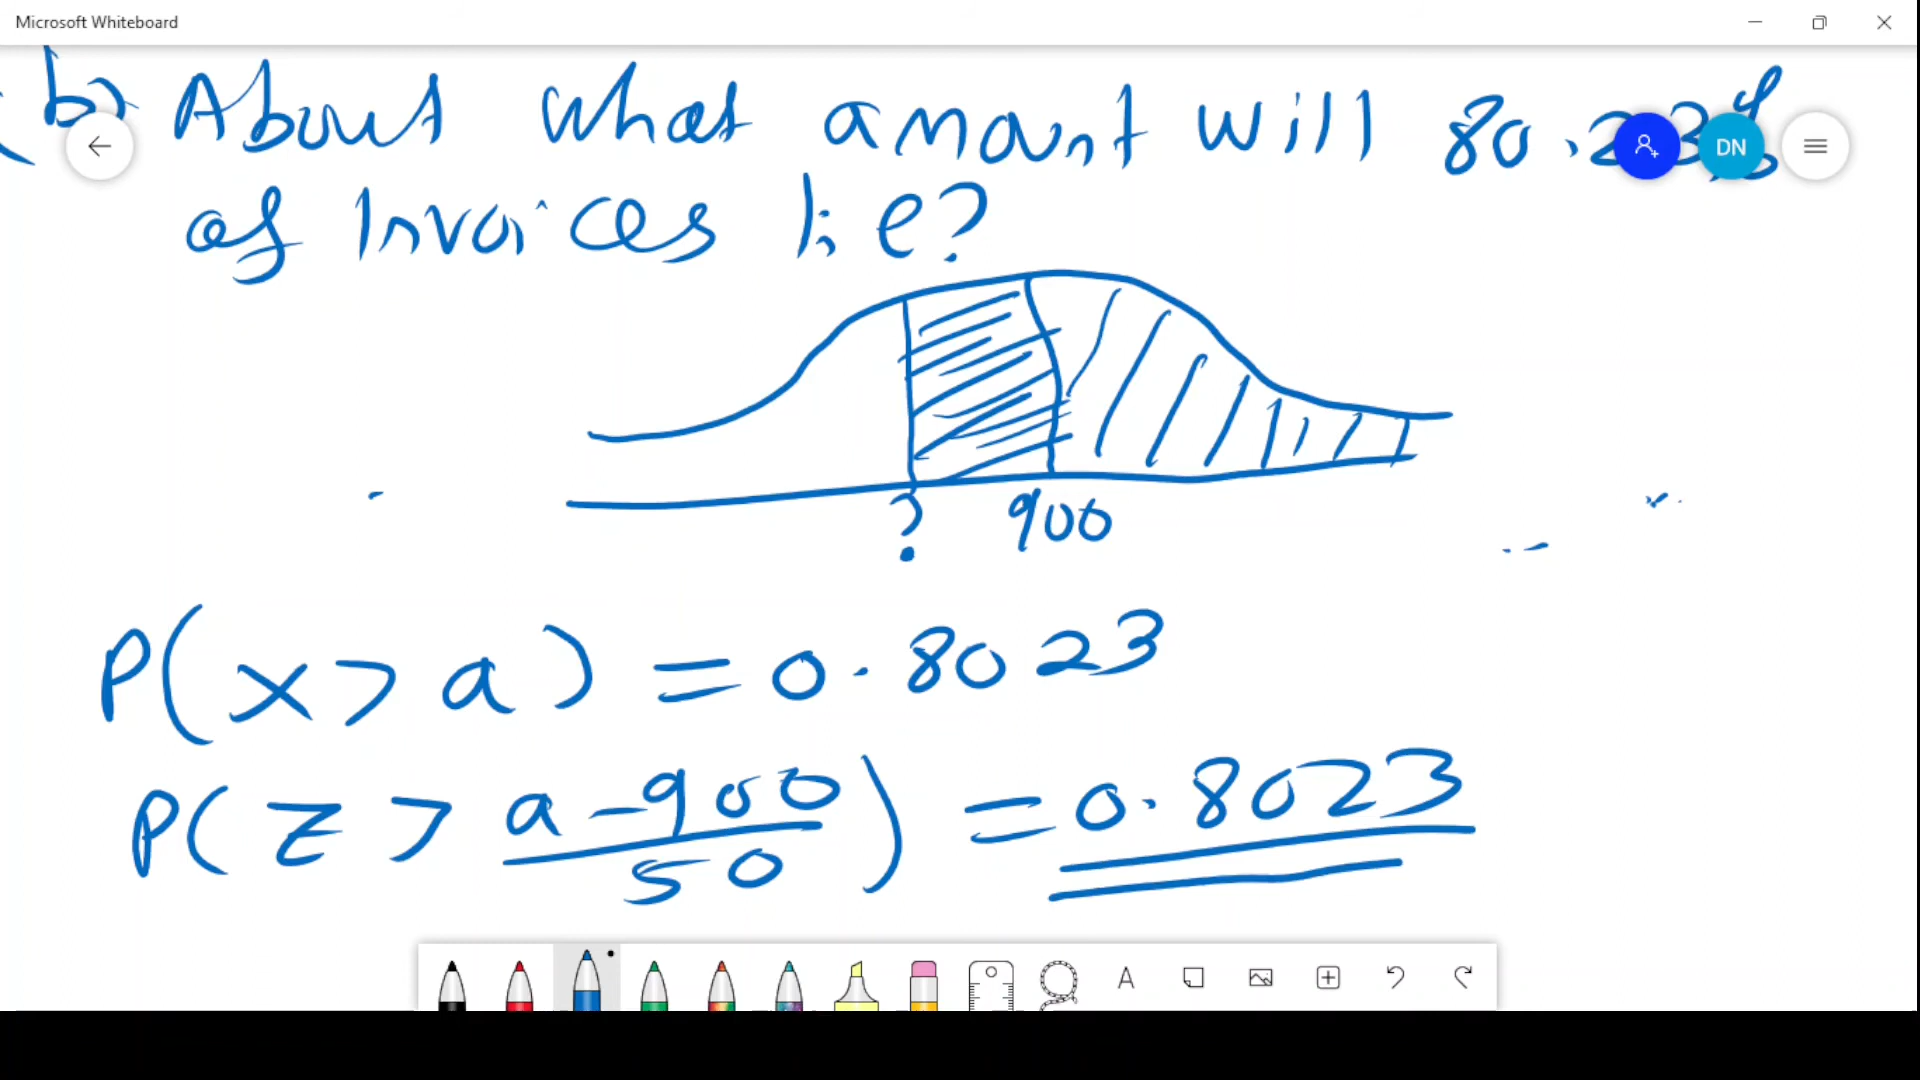 Microsoft Whiteboard
b) About what amount will 80.23%
of Invoices lie?
DN
? 900
P(x > a) = 0.8023
P(z > a - 900 / 50) = 0.8023
A